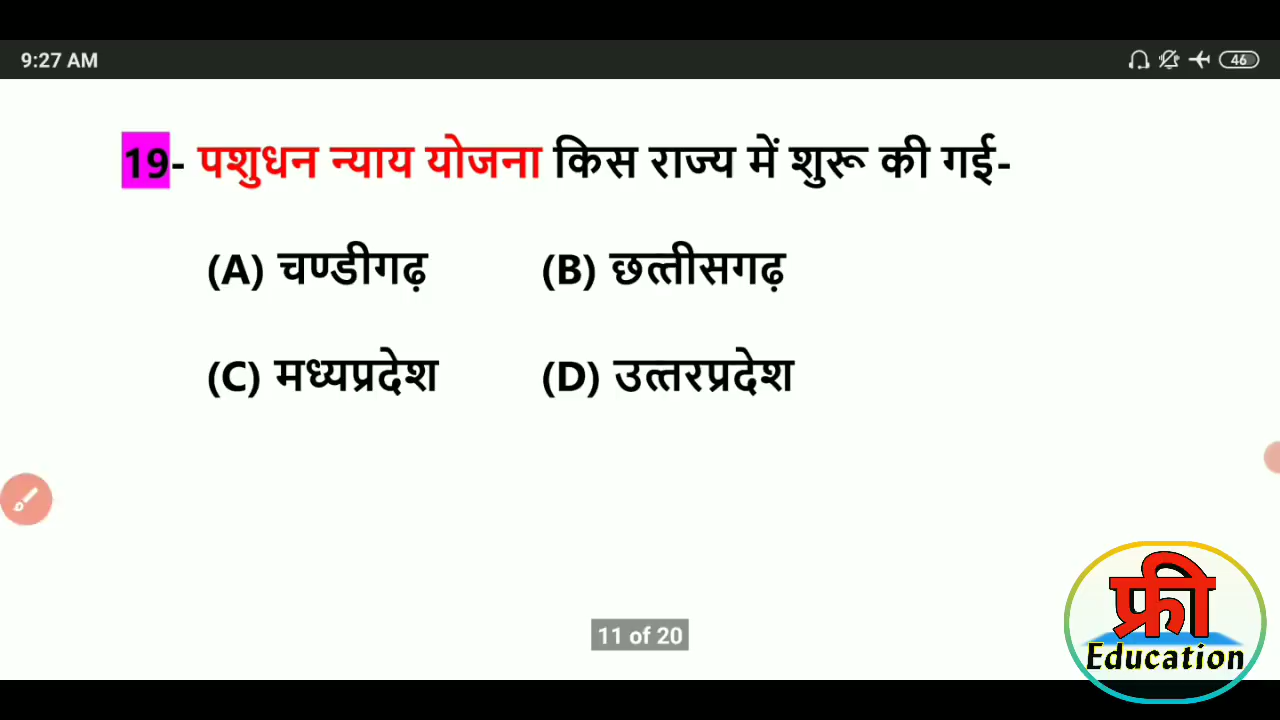 9:27 AM
46
19- पशुधन न्याय योजना किस राज्य में शुरू की गई-
(A) चण्डीगढ़ (B) छत्तीसगढ़
(C) मध्यप्रदेश (D) उत्तरप्रदेश
11 of 20
फ्री
Education